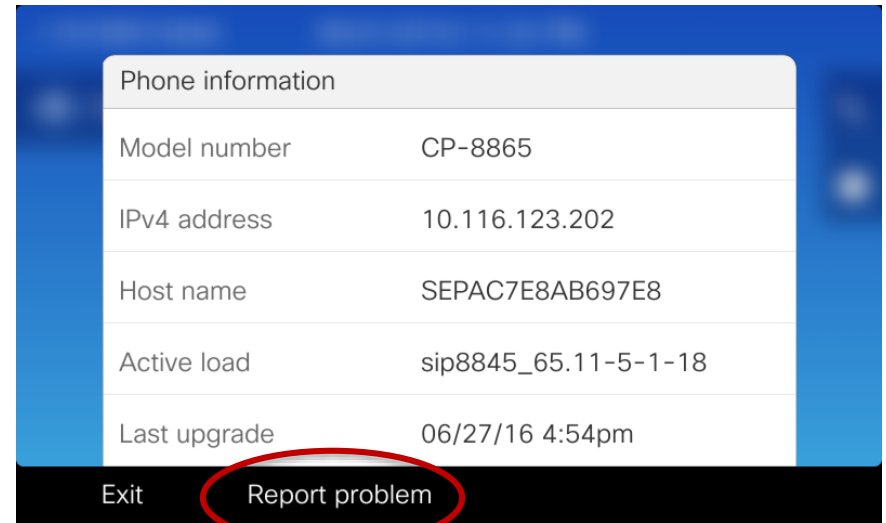 Phone information
Model number CP-8865
IPv4 address 10.116.123.202
Host name SEPAC7E8AB697E8
Active load sip8845_65.11-5-1-18
Last upgrade 06/27/16 4:54pm
Exit Report problem